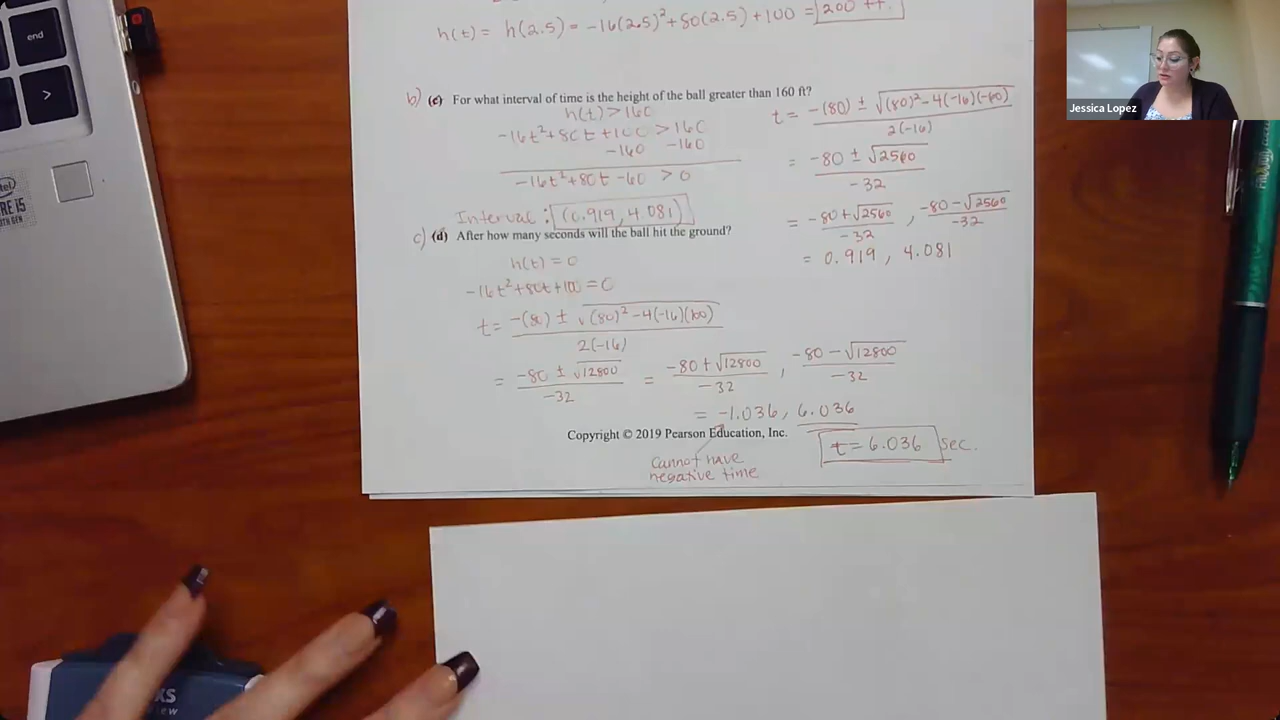 end
>
intel
CORE i5
10TH GEN
h(t) = h(2.5) = -16(2.5)² + 80(2.5) + 100 = 200 ft.
Jessica Lopez
b) (c) For what interval of time is the height of the ball greater than 160 ft?
h(t) > 160
-16t² + 80t + 100 > 160
-160 -160
-16t² + 80t - 60 > 0
Interval: (0.919, 4.081)
t = -(80) ± √(80)² - 4(-16)(-60)
2(-16)
= -80 ± √2560
-32
= -80 + √2560 , -80 - √2560
-32 -32
= 0.919, 4.081
c) (d) After how many seconds will the ball hit the ground?
h(t) = 0
-16t² + 80t + 100 = 0
t = -(80) ± √(80)² - 4(-16)(100)
2(-16)
= -80 ± √12800 = -80 + √12800 , -80 - √12800
-32 -32 -32
= -1.036, 6.036
Copyright © 2019 Pearson Education, Inc.
t = 6.036 sec.
Cannot have
negative time